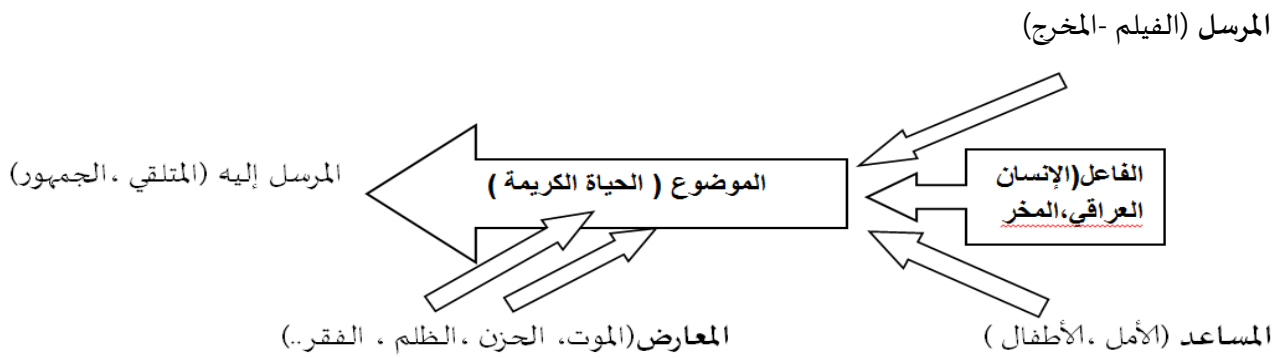 المرسل (الفيلم -المخرج)
الفاعل(الإنسان
العراقي،المخر
الموضوع ( الحياة الكريمة )
المرسل إليه (المتلقي ،الجمهور)
المساعد (الأمل ،الأطفال )
المعارض(الموت، الحزن ،الظلم ، الفقر..)